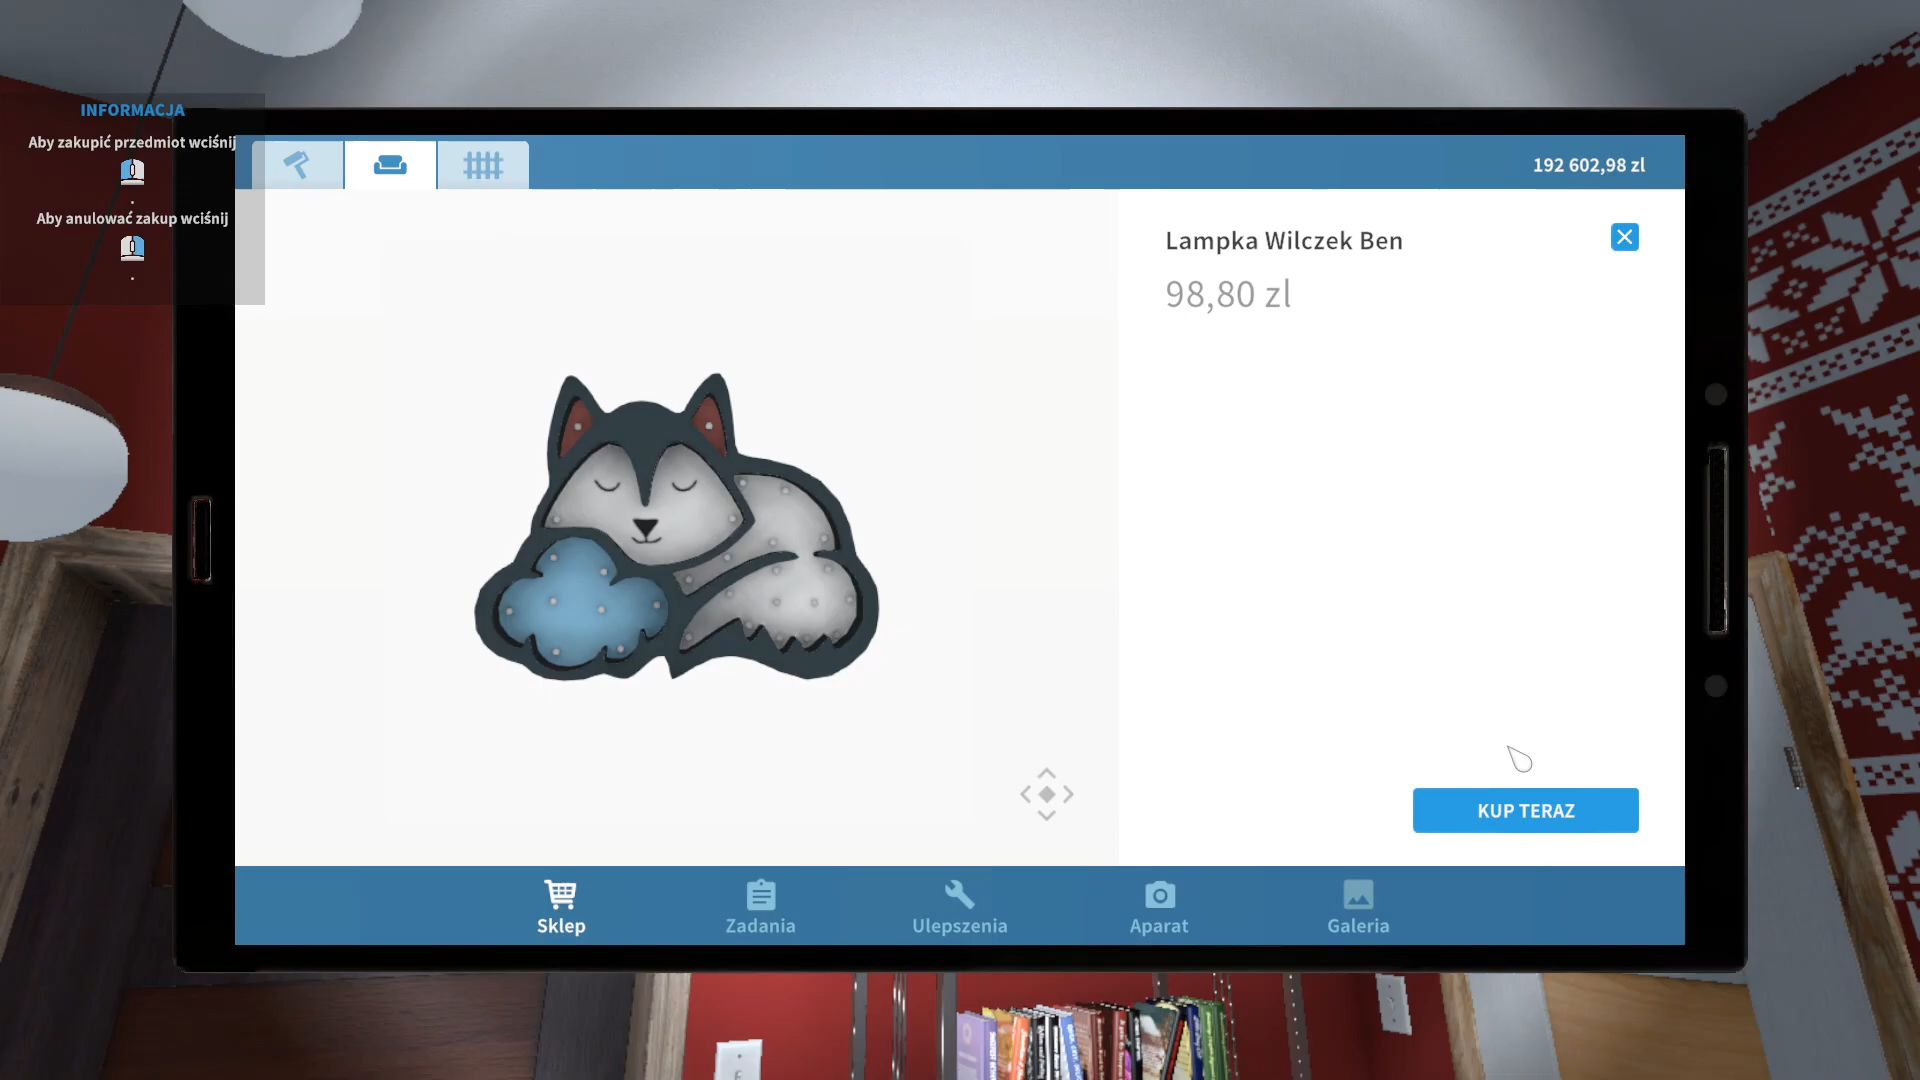 INFORMACJA
Aby zakupić przedmiot wciśnij
.
Aby anulować zakup wciśnij
.
192 602,98 zl
Lampka Wilczek Ben
98,80 zl
KUP TERAZ
Sklep
Zadania
Ulepszenia
Aparat
Galeria